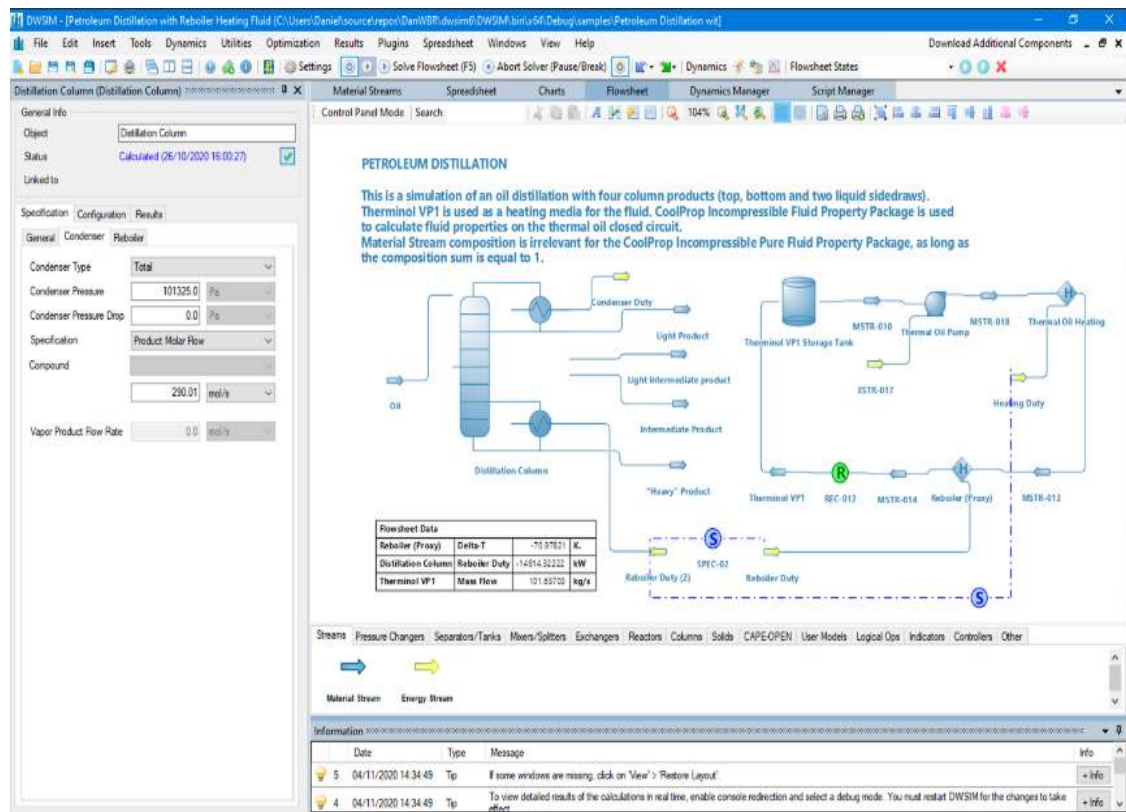 DWSIM - [Petroleum Distillation with Reboiler Heating Fluid (C:\Users\Daniel\source\repos\DanWBR\dwsim6\DWSIM\bin\x64\Debug\samples\Petroleum Distillation wit]
File Edit Insert Tools Dynamics Utilities Optimization Results Plugins Spreadsheet Windows View Help Download Additional Components
Settings Solve Flowsheet (F5) Abort Solver (Pause/Break) Dynamics Flowsheet States
Distillation Column (Distillation Column)
General Info
Object Distillation Column
Status Calculated (26/10/2020 16:00:27)
Linked to
Specification Configuration Results
General Condenser Reboiler
Condenser Type Total
Condenser Pressure 101325.0 Pa
Condenser Pressure Drop 0.0 Pa
Specification Product Molar Flow
Compound
290.01 mol/s
Vapor Product Flow Rate 0.0 mol/s
Material Streams Spreadsheet Charts Flowsheet Dynamics Manager Script Manager
Control Panel Mode Search 104%
PETROLEUM DISTILLATION
This is a simulation of an oil distillation with four column products (top, bottom and two liquid sidedraws).
Therminol VP1 is used as a heating media for the fluid. CoolProp Incompressible Fluid Property Package is used
to calculate fluid properties on the thermal oil closed circuit.
Material Stream composition is irrelevant for the CoolProp Incompressible Pure Fluid Property Package, as long as
the composition sum is equal to 1.
Condenser Duty
Light Product
Light Intermediate product
Oil
Intermediate Product
Distillation Column
"Heavy" Product
Therminol VP1 Storage Tank
MSTR-010
Thermal Oil Pump
MSTR-018
H
Thermal Oil Heating
ESTR-017
Heating Duty
Therminol VP1
R
REC-012
MSTR-014
H
Reboiler (Proxy)
MSTR-013
Flowsheet Data
Reboiler (Proxy) Delta-T K.
Distillation Column Reboiler Duty kW
Therminol VP1 Mass Flow kg/s
Reboiler Duty (2)
S
SPEC-02
Reboiler Duty
S
Streams Pressure Changers Separators/Tanks Mixers/Splitters Exchangers Reactors Columns Solids CAPE-OPEN User Models Logical Ops Indicators Controllers Other
Material Stream Energy Stream
Information
Date Type Message Info
5 04/11/2020 14:34:49 Tip If some windows are missing, click on 'View' > 'Restore Layout'. + Info
4 04/11/2020 14:34:49 Tip To view detailed results of the calculations in real time, enable console redirection and select a debug mode. You must restart DWSIM for the changes to take + Info
effect.